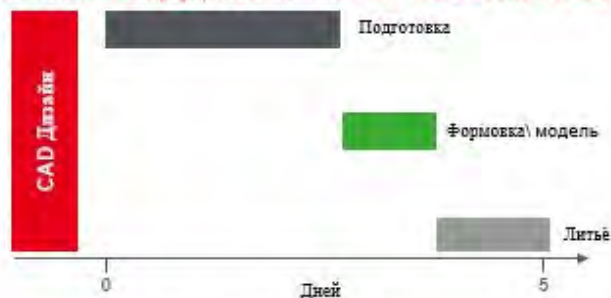 Подготовка
CAD Дизайн
Формовка\ модель
Литьё
0
5
Дней